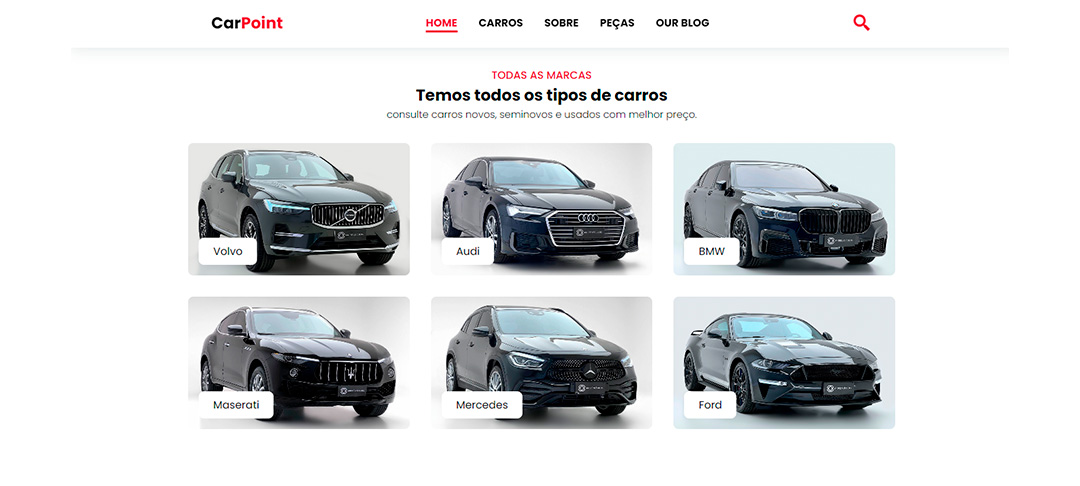 CarPoint HOME CARROS SOBRE PEÇAS OUR BLOG
TODAS AS MARCAS
Temos todos os tipos de carros
consulte carros novos, seminovos e usados com melhor preço.
Volvo
Audi
BMW
Maserati
Mercedes
Ford